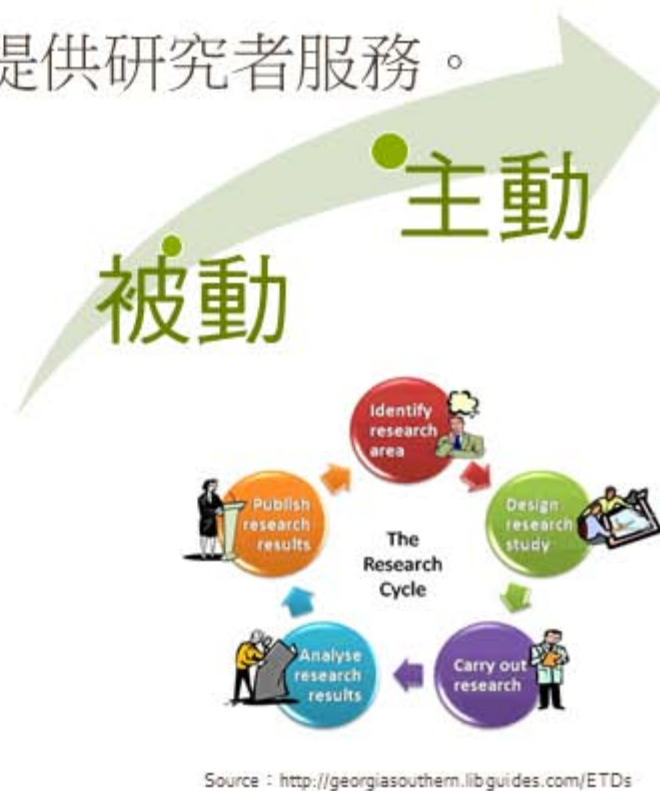 提供研究者服務。
主動
被動
Identify
research
area
Design
research
study
Carry out
research
Analyse
research
results
Publish
research
results
The
Research
Cycle
Source：http://georgiasouthern.libguides.com/ETDs